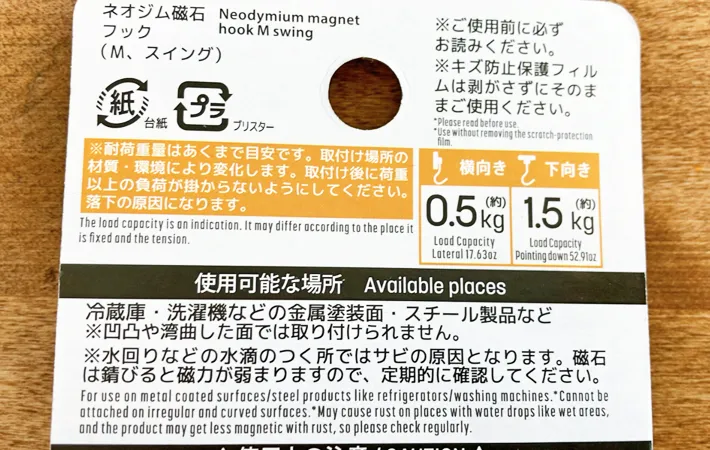 ネオジム磁石 Neodymium magnet
フック hook M swing
（M、スイング）
※ご使用前に必ず
お読みください。
※キズ防止保護フィル
ムは剥がさずにそのま
まご使用ください。
*Please read before use.
*Use without removing the scratch-protection
film.
紙 台紙
プラ ブリスター
※耐荷重量はあくまで目安です。取付け場所の
材質・環境により変化します。取付け後に荷重
以上の負荷が掛からないようにしてください。
落下の原因になります。
The load capacity is an indication. It may differ according to the place it
is fixed and the tension.
横向き
(約)
0.5kg
Load Capacity
Lateral 17.63oz
下向き
(約)
1.5kg
Load Capacity
Pointing down 52.91oz
使用可能な場所 Available places
冷蔵庫・洗濯機などの金属塗装面・スチール製品など
※凹凸や湾曲した面では取り付けられません。
※水回りなどの水滴のつく所ではサビの原因となります。磁石
は錆びると磁力が弱まりますので、定期的に確認してください。
For use on metal coated surfaces/steel products like refrigerators/washing machines.*Cannot be
attached on irregular and curved surfaces.*May cause rust on places with water drops like wet areas,
and the product may get less magnetic with rust, so please check regularly.